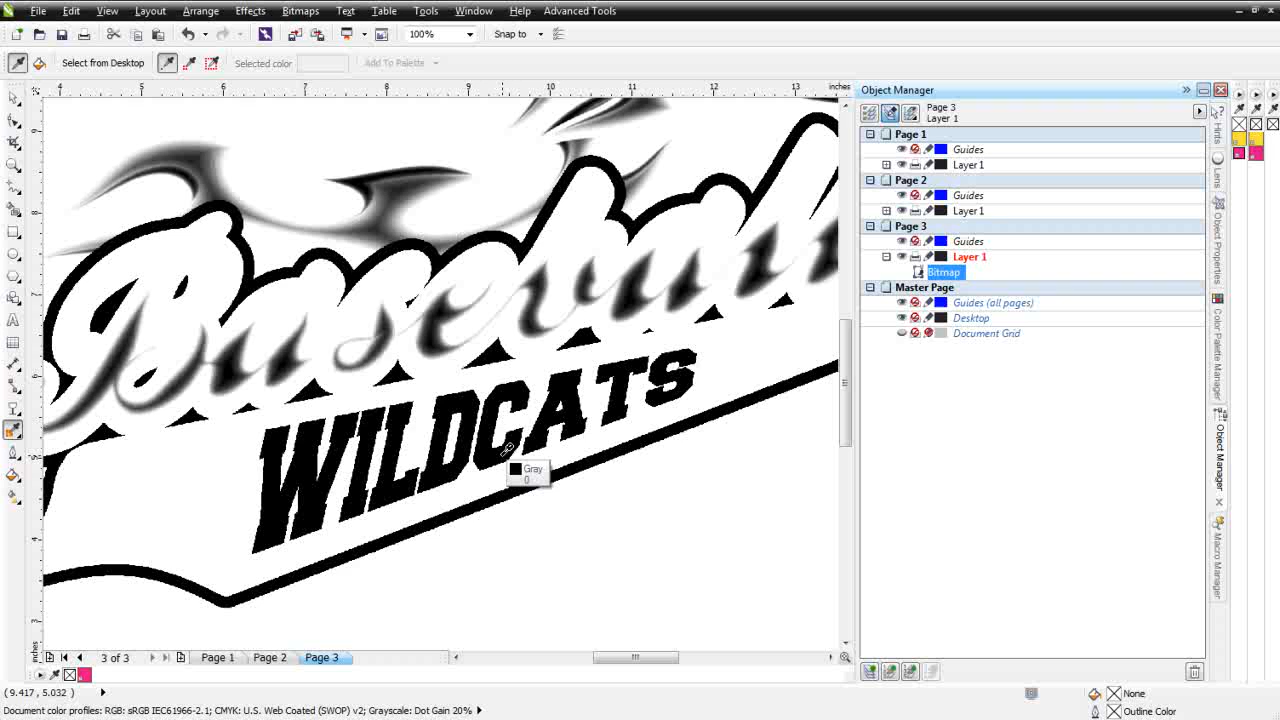 File Edit View Layout Arrange Effects Bitmaps Text Table Tools Window Help Advanced Tools
100% Snap to
Select from Desktop Selected color Add To Palette
4 5 6 7 8 9 10 11 12 13 inches
Object Manager
Page 3
Layer 1
Page 1
Guides
Layer 1
Page 2
Guides
Layer 1
Page 3
Guides
Layer 1
Bitmap
Master Page
Guides (all pages)
Desktop
Document Grid
Hints
Lens
Object Properties
Color Palette Manager
Object Manager
Macro Manager
Baseball
WILDCATS
Gray
0
inches
3 of 3 Page 1 Page 2 Page 3
( 9.417 , 5.032 )
None
Document color profiles: RGB: sRGB IEC61966-2.1; CMYK: U.S. Web Coated (SWOP) v2; Grayscale: Dot Gain 20%
Outline Color